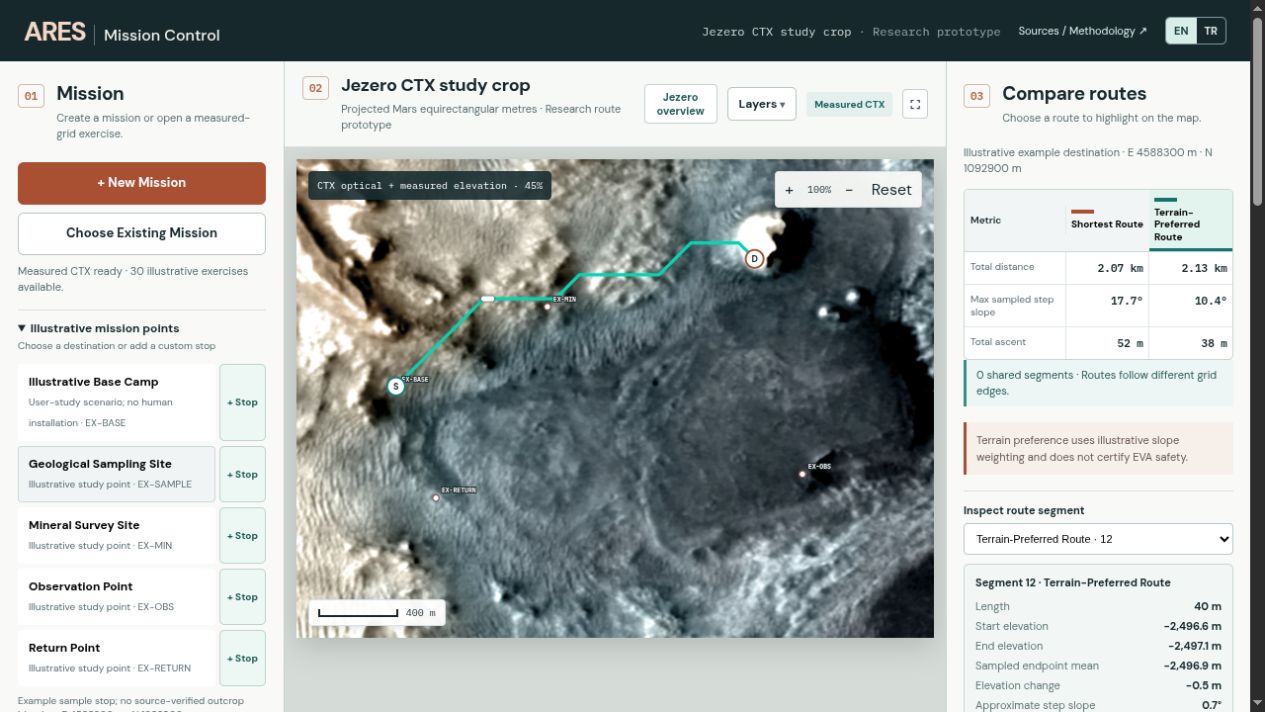 ARES
Mission Control
Jezero CTX study crop · Research prototype
Sources / Methodology ↗
EN
TR
01
Mission
Create a mission or open a measured-
grid exercise.
+ New Mission
Choose Existing Mission
Measured CTX ready · 30 illustrative exercises
available.
▼ Illustrative mission points
Choose a destination or add a custom stop
Illustrative Base Camp
User-study scenario; no human
installation · EX-BASE
+ Stop
Geological Sampling Site
Illustrative study point · EX-SAMPLE
+ Stop
Mineral Survey Site
Illustrative study point · EX-MIN
+ Stop
Observation Point
Illustrative study point · EX-OBS
+ Stop
Return Point
Illustrative study point · EX-RETURN
+ Stop
Example sample stop; no source-verified outcrop
02
Jezero CTX study crop
Projected Mars equirectangular metres · Research route
prototype
Jezero
overview
Layers ▾
Measured CTX
CTX optical + measured elevation · 45%
+ 100% − Reset
D
EX-MIN
S
EX-BASE
EX-OBS
EX-RETURN
400 m
03
Compare routes
Choose a route to highlight on the map.
Illustrative example destination · E 4588300 m · N
1092900 m
Metric
Shortest Route
Terrain-
Preferred
Route
Total distance 2.07 km 2.13 km
Max sampled step
slope
17.7° 10.4°
Total ascent 52 m 38 m
0 shared segments · Routes follow different grid
edges.
Terrain preference uses illustrative slope
weighting and does not certify EVA safety.
Inspect route segment
Terrain-Preferred Route · 12
Segment 12 · Terrain-Preferred Route
Length 40 m
Start elevation −2,496.6 m
End elevation −2,497.1 m
Sampled endpoint mean −2,496.9 m
Elevation change −0.5 m
Approximate step slope 0.7°